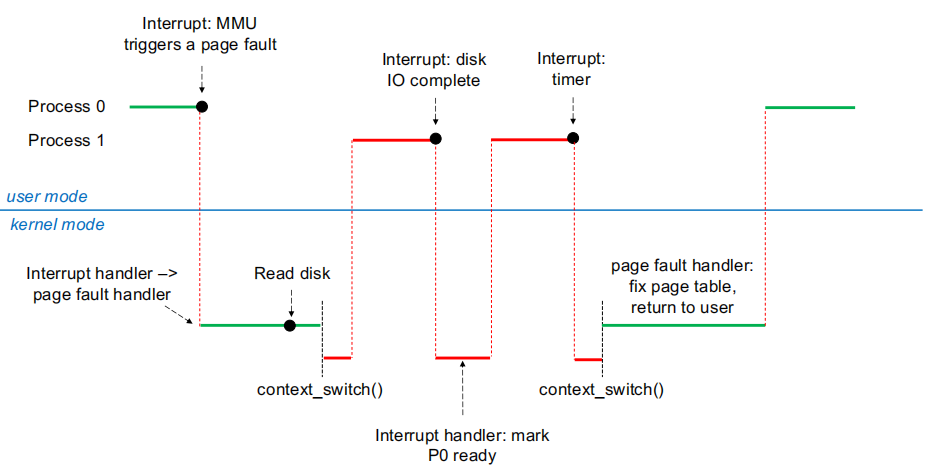 Interrupt: MMU
triggers a page fault
Interrupt: disk
IO complete
Interrupt:
timer
Process 0
Process 1
user mode
kernel mode
Interrupt handler –>
page fault handler
Read disk
page fault handler:
fix page table,
return to user
context_switch()
context_switch()
Interrupt handler: mark
P0 ready